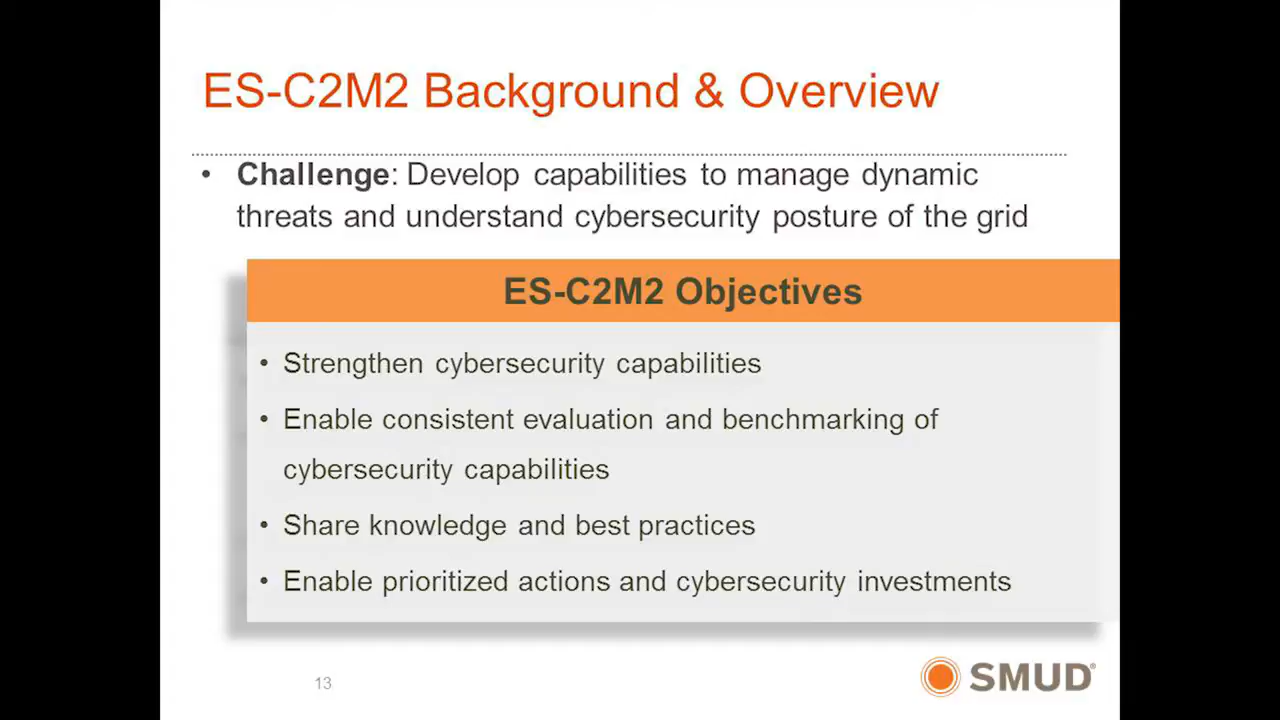 ES-C2M2 Background & Overview
• Challenge: Develop capabilities to manage dynamic
threats and understand cybersecurity posture of the grid
ES-C2M2 Objectives
• Strengthen cybersecurity capabilities
• Enable consistent evaluation and benchmarking of
cybersecurity capabilities
• Share knowledge and best practices
• Enable prioritized actions and cybersecurity investments
13
SMUD®